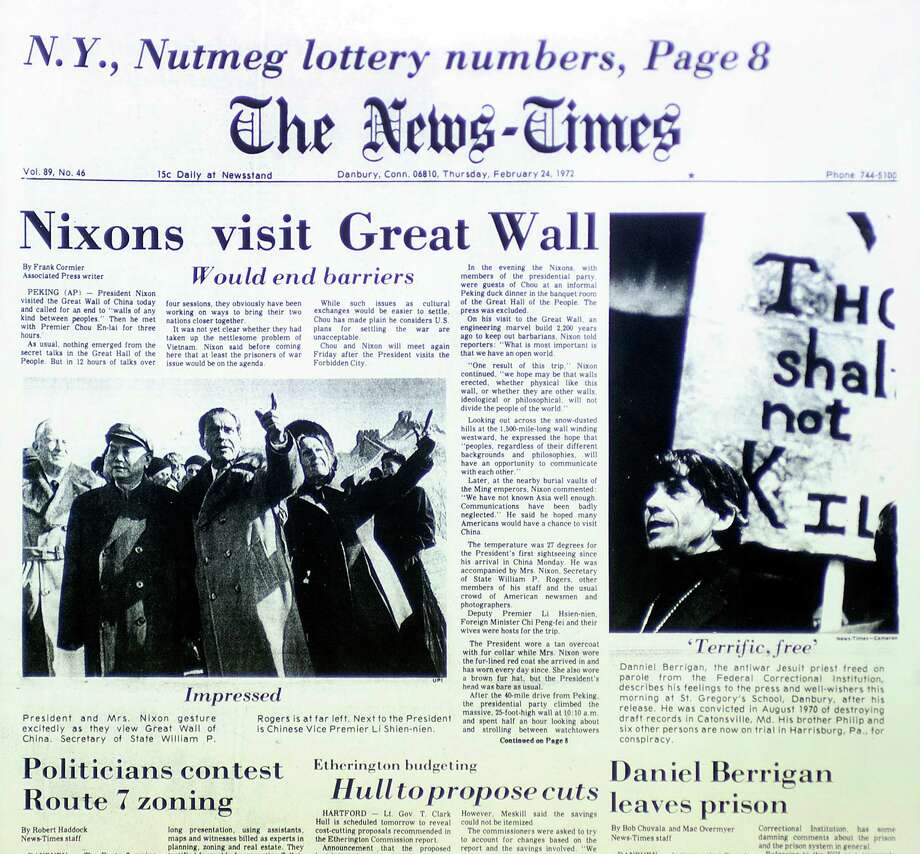 N.Y., Nutmeg lottery numbers, Page 8
The News-Times
Vol. 89, No. 46 15c Daily at Newsstand Danbury, Conn. 06810, Thursday, February 24, 1972 * Phone 744-5100
Nixons visit Great Wall
By Frank Cormier
Associated Press writer
Would end barriers
PEKING (AP) — President Nixon
visited the Great Wall of China today
and called for an end to "walls of any
kind between peoples." Then he met
with Premier Chou En-lai for three
hours.
As usual, nothing emerged from the
secret talks in the Great Hall of the
People. But in 12 hours of talks over
four sessions, they obviously have been
working on ways to bring their two
nations closer together.
It was not yet clear whether they had
taken up the nettlesome problem of
Vietnam. Nixon said before coming
here that at least the prisoners of war
issue would be on the agenda.
While such issues as cultural
exchanges would be easier to settle,
Chou has made plain he considers U.S.
plans for settling the war are
unacceptable.
Chou and Nixon will meet again
Friday after the President visits the
Forbidden City.
In the evening the Nixons, with
members of the presidential party,
were guests of Chou at an informal
Peking duck dinner in the banquet room
of the Great Hall of the People. The
press was excluded.
On his visit to the Great Wall, an
engineering marvel build 2,200 years
ago to keep out barbarians, Nixon told
reporters: "What is most important is
that we have an open world.
"One result of this trip," Nixon
continued, "we hope may be that walls
erected, whether physical like this
wall, or whether they are other walls,
ideological or philosophical, will not
divide the people of the world."
Looking out across the snow-dusted
hills at the 1,500-mile-long wall winding
westward, he expressed the hope that
"peoples, regardless of their different
backgrounds and philosophies, will
have an opportunity to communicate
with each other."
Later, at the nearby burial vaults of
the Ming emperors, Nixon commented:
"We have not known Asia well enough.
Communications have been badly
neglected." He said he hoped many
Americans would have a chance to visit
China.
The temperature was 27 degrees for
the President's first sightseeing since
his arrival in China Monday. He was
accompanied by Mrs. Nixon, Secretary
of State William P. Rogers, other
members of his staff and the usual
crowd of American newsmen and
photographers.
Deputy Premier Li Hsien-nien,
Foreign Minister Chi Peng-fei and their
wives were hosts for the trip.
The President wore a tan overcoat
with fur collar while Mrs. Nixon wore
the fur-lined red coat she arrived in and
has worn every day since. She also wore
a brown fur hat, but the President's
head was bare as usual.
After the 40-mile drive from Peking,
the presidential party climbed the
massive, 25-foot-high wall at 10:10 a.m.
and spent half an hour looking about
and strolling between watchtowers
Continued on Page 8
UPI
Impressed
President and Mrs. Nixon gesture
excitedly as they view Great Wall of
China. Secretary of State William P.
Rogers is at far left. Next to the President
is Chinese Vice Premier Li Shien-nien.
THO
shal
not
KIL
News-Times—Cameron
'Terrific, free'
Danniel Berrigan, the antiwar Jesuit priest freed on
parole from the Federal Correctional Institution,
describes his feelings to the press and well-wishers this
morning at St. Gregory's School, Danbury, after his
release. He was convicted in August 1970 of destroying
draft records in Catonsville, Md. His brother Philip and
six other persons are now on trial in Harrisburg, Pa., for
conspiracy.
Politicians contest
Route 7 zoning
By Robert Haddock
News-Times staff
long presentation, using assistants,
maps and witnesses billed as experts in
planning, zoning and real estate. They
Etherington budgeting
Hull to propose cuts
HARTFORD — Lt. Gov. T. Clark
Hull is scheduled tomorrow to reveal
cost-cutting proposals recommended in
the Etherington Commission report.
Announcement that the proposed
However, Meskill said the savings
could not be itemized
The commissioners were asked to try
to account for changes based on the
report and the savings involved. "We
Daniel Berrigan
leaves prison
By Bob Chuvala and Mac Overmyer
News-Times Staff
Correctional Institution, has some
damning comments about the prison
and the prison system in general.